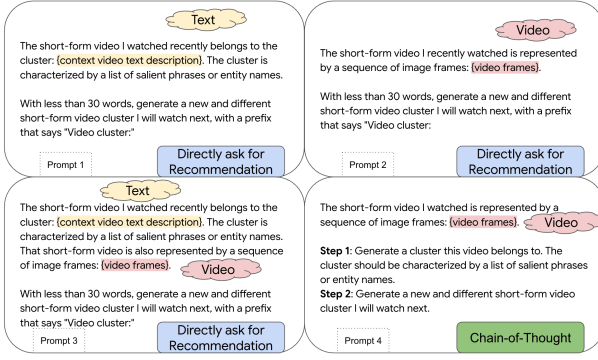 Text
The short-form video I watched recently belongs to the
cluster: {context video text description}. The cluster is
characterized by a list of salient phrases or entity names.
With less than 30 words, generate a new and different
short-form video cluster I will watch next, with a prefix
that says "Video cluster:"
Prompt 1
Directly ask for
Recommendation
Video
The short-form video I recently watched is represented
by a sequence of image frames: {video frames}.
With less than 30 words, generate a new and different
short-form video cluster I will watch next, with a prefix
that says "Video cluster:
Prompt 2
Directly ask for
Recommendation
Text
The short-form video I watched recently belongs to the
cluster: {context video text description}. The cluster is
characterized by a list of salient phrases or entity names.
That short-form video is also represented by a sequence
of image frames: {video frames}.
Video
With less than 30 words, generate a new and different
short-form video cluster I will watch next, with a prefix
that says "Video cluster:"
Prompt 3
Directly ask for
Recommendation
The short-form video I watched is represented by a
sequence of image frames: {video frames}.
Video
Step 1: Generate a cluster this video belongs to. The
cluster should be characterized by a list of salient phrases
or entity names.
Step 2: Generate a new and different short-form video
cluster I will watch next.
Prompt 4
Chain-of-Thought